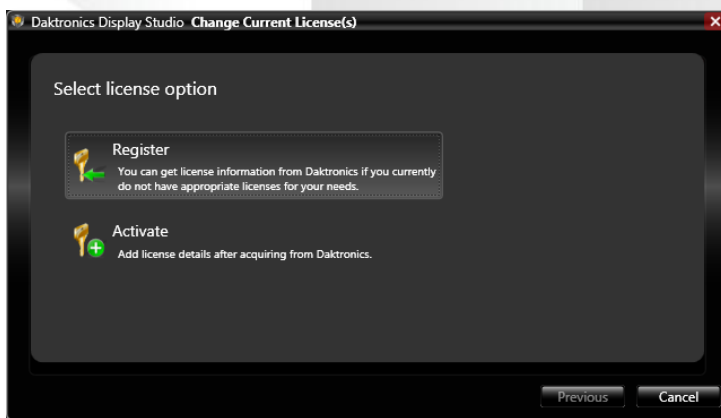 Daktronics Display Studio Change Current License(s)
Select license option
Register
You can get license information from Daktronics if you currently
do not have appropriate licenses for your needs.
Activate
Add license details after acquiring from Daktronics.
Previous
Cancel